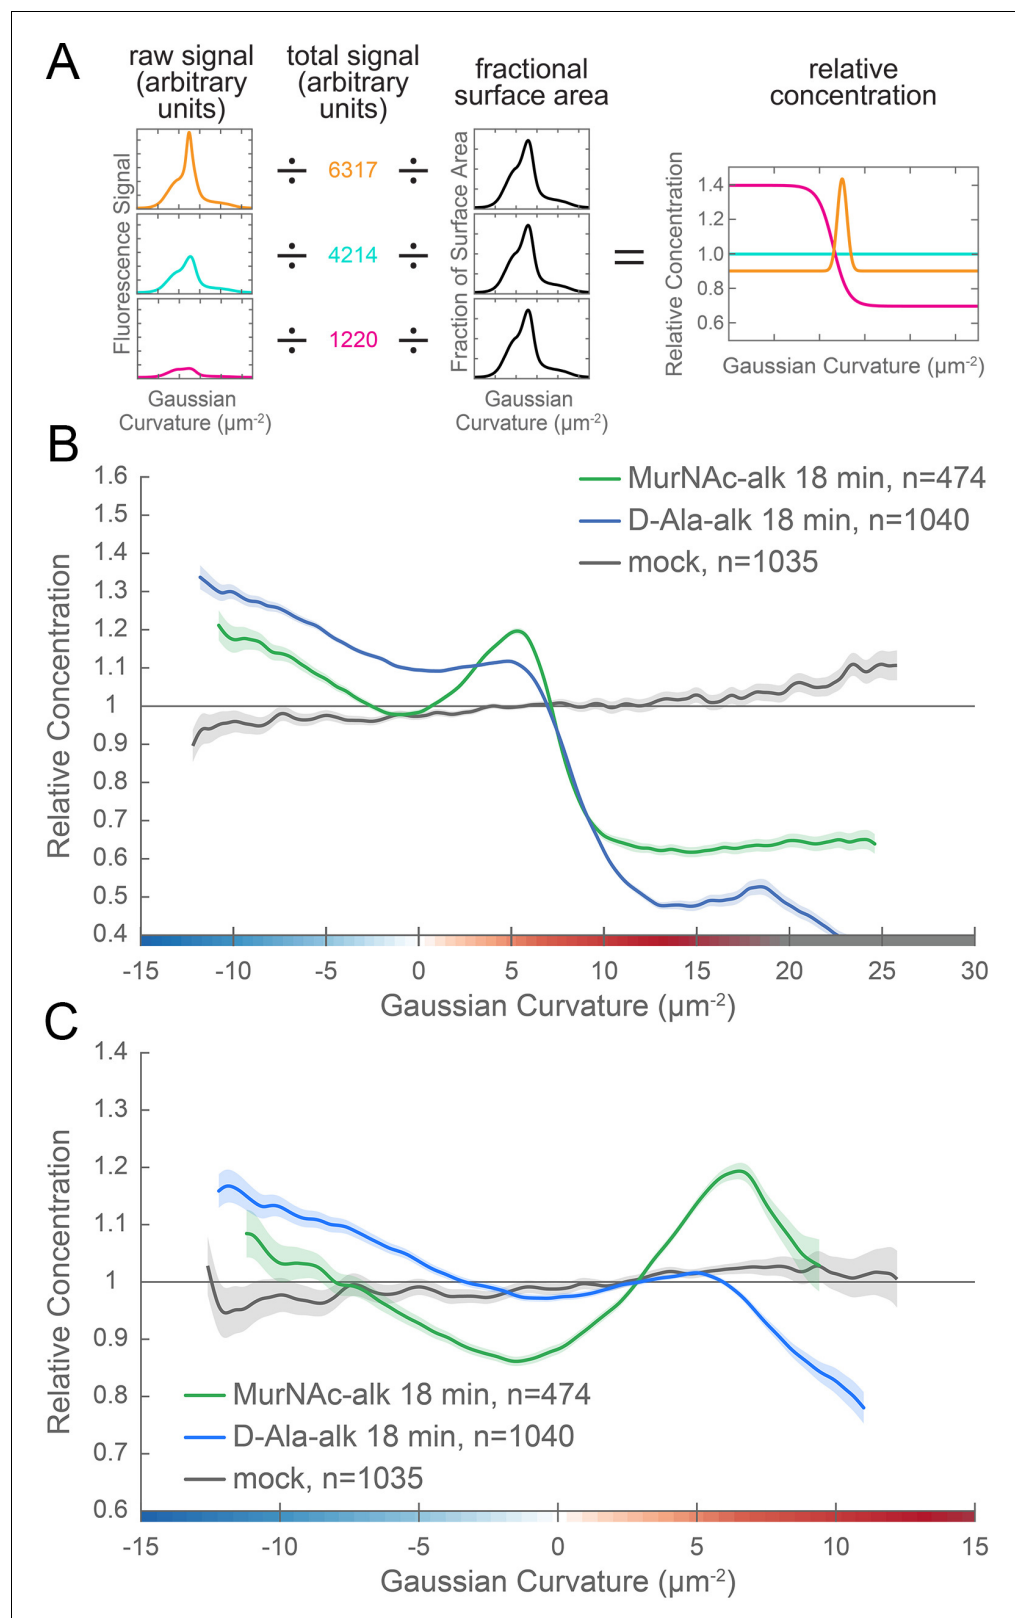 A
raw signal
(arbitrary
units)
total signal
(arbitrary
units)
fractional
surface area
relative
concentration
Fluorescence Signal
÷ 6317 ÷
÷ 4214 ÷
÷ 1220 ÷
Fraction of Surface Area
=
Relative Concentration
1.4
1.2
1.0
0.8
0.6
Gaussian Curvature (μm⁻²)
Gaussian
Curvature (μm⁻²)
Gaussian
Curvature (μm⁻²)
B
MurNAc-alk 18 min, n=474
D-Ala-alk 18 min, n=1040
mock, n=1035
Relative Concentration
1.6
1.5
1.4
1.3
1.2
1.1
1
0.9
0.8
0.7
0.6
0.5
0.4
-15 -10 -5 0 5 10 15 20 25 30
Gaussian Curvature (μm⁻²)
C
Relative Concentration
1.4
1.3
1.2
1.1
1
0.9
0.8
0.7
0.6
MurNAc-alk 18 min, n=474
D-Ala-alk 18 min, n=1040
mock, n=1035
-15 -10 -5 0 5 10 15
Gaussian Curvature (μm⁻²)